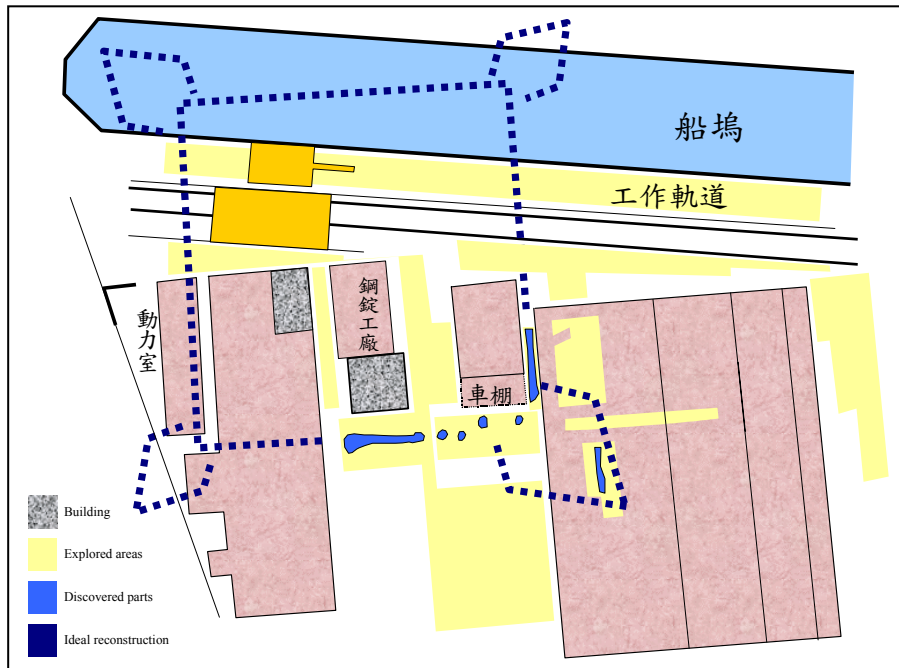 船塢
工作軌道
鋼錠工廠
動力室
車棚
Building
Explored areas
Discovered parts
Ideal reconstruction